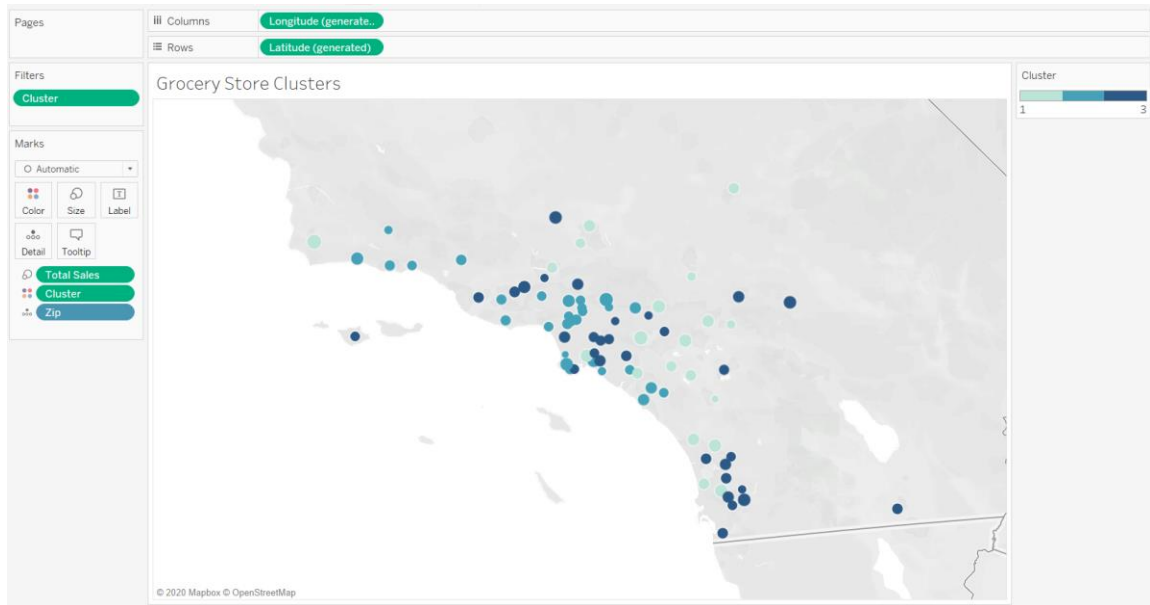 Pages
Columns
Longitude (generate..
Rows
Latitude (generated)
Filters
Cluster
Marks
Automatic
Color
Size
T
Label
Detail
Tooltip
Total Sales
Cluster
Zip
Grocery Store Clusters
© 2020 Mapbox © OpenStreetMap
Cluster
1
3